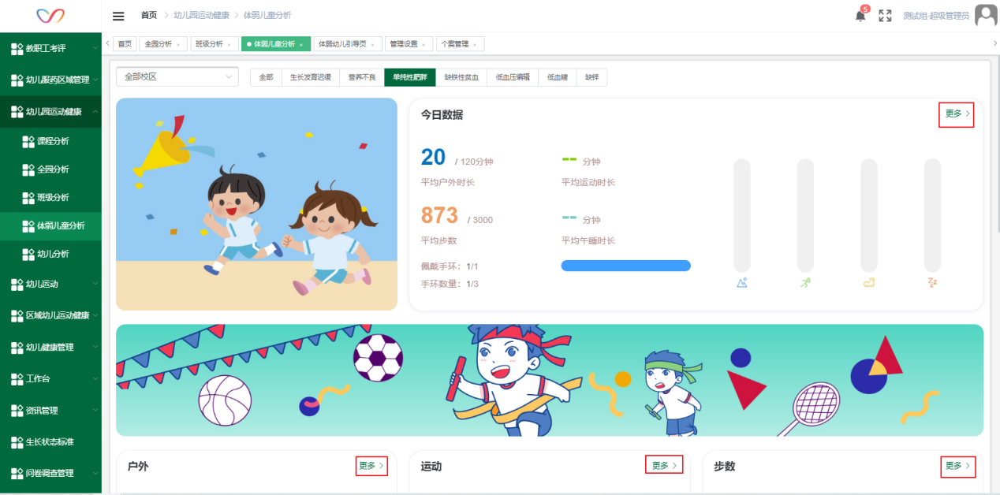 首页 > 幼儿园运动健康 > 体弱儿童分析
5
测试组-超级管理员
首页
全园分析 ×
班级分析 ×
体弱儿童分析 ×
体弱幼儿引导页 ×
管理设置 ×
个案管理 ×
教职工考评
幼儿服药区域管理
幼儿园运动健康
课程分析
全园分析
班级分析
体弱儿童分析
幼儿分析
幼儿运动
区域幼儿运动健康
幼儿健康管理
工作台
资讯管理
生长状态标准
问卷调查管理
全部校区
全部
生长发育迟缓
营养不良
单纯性肥胖
缺铁性贫血
低血压编辑
低血糖
缺锌
今日数据
更多 >
20 / 120分钟
平均户外时长
-- 分钟
平均运动时长
873 / 3000
平均步数
-- 分钟
平均午睡时长
佩戴手环：1/1
手环数量：1/3
户外
更多 >
运动
更多 >
步数
更多 >